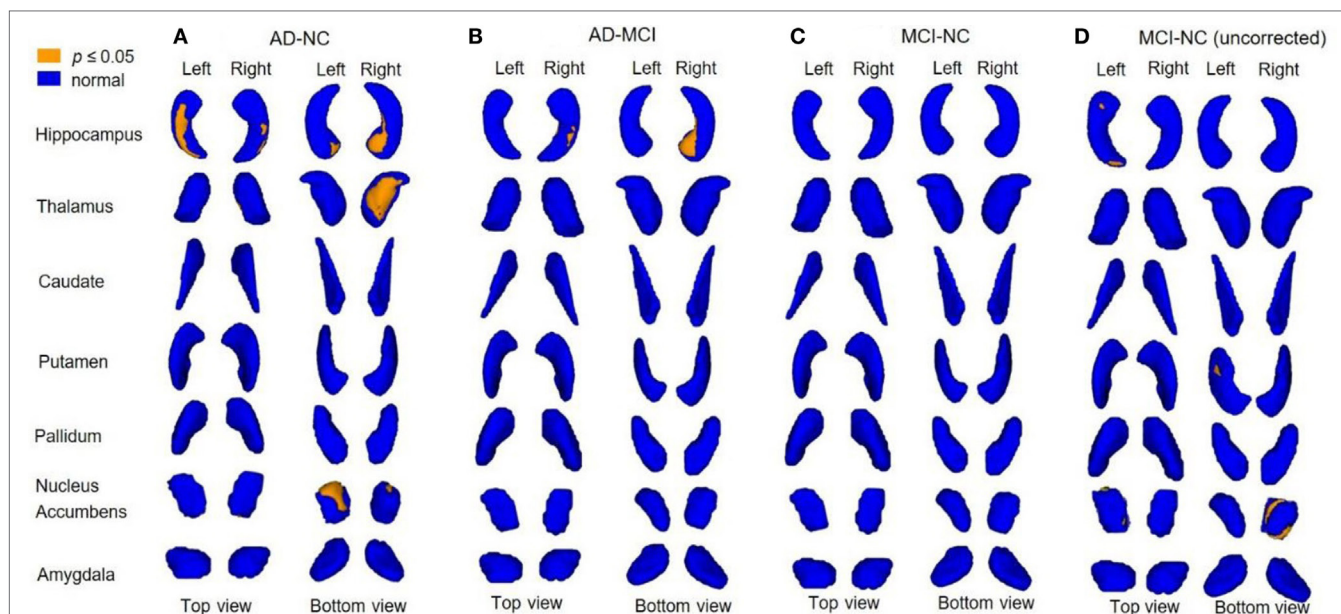 A AD-NC B AD-MCI C MCI-NC D MCI-NC (uncorrected)
p ≤ 0.05
normal
Left Right Left Right Left Right Left Right Left Right Left Right Left Right Left Right
Hippocampus
Thalamus
Caudate
Putamen
Pallidum
Nucleus
Accumbens
Amygdala
Top view Bottom view Top view Bottom view Top view Bottom view Top view Bottom view